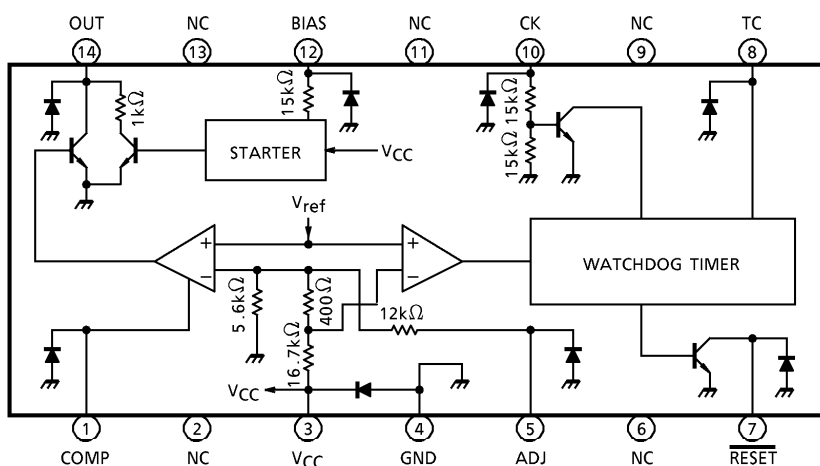 OUT NC BIAS NC CK NC TC
14 13 12 11 10 9 8
1kΩ
15kΩ
15kΩ
15kΩ
STARTER
VCC
Vref
+
−
+
−
WATCHDOG TIMER
5.6kΩ
400Ω
12kΩ
16.7kΩ
VCC
1 2 3 4 5 6 7
COMP NC VCC GND ADJ NC RESET